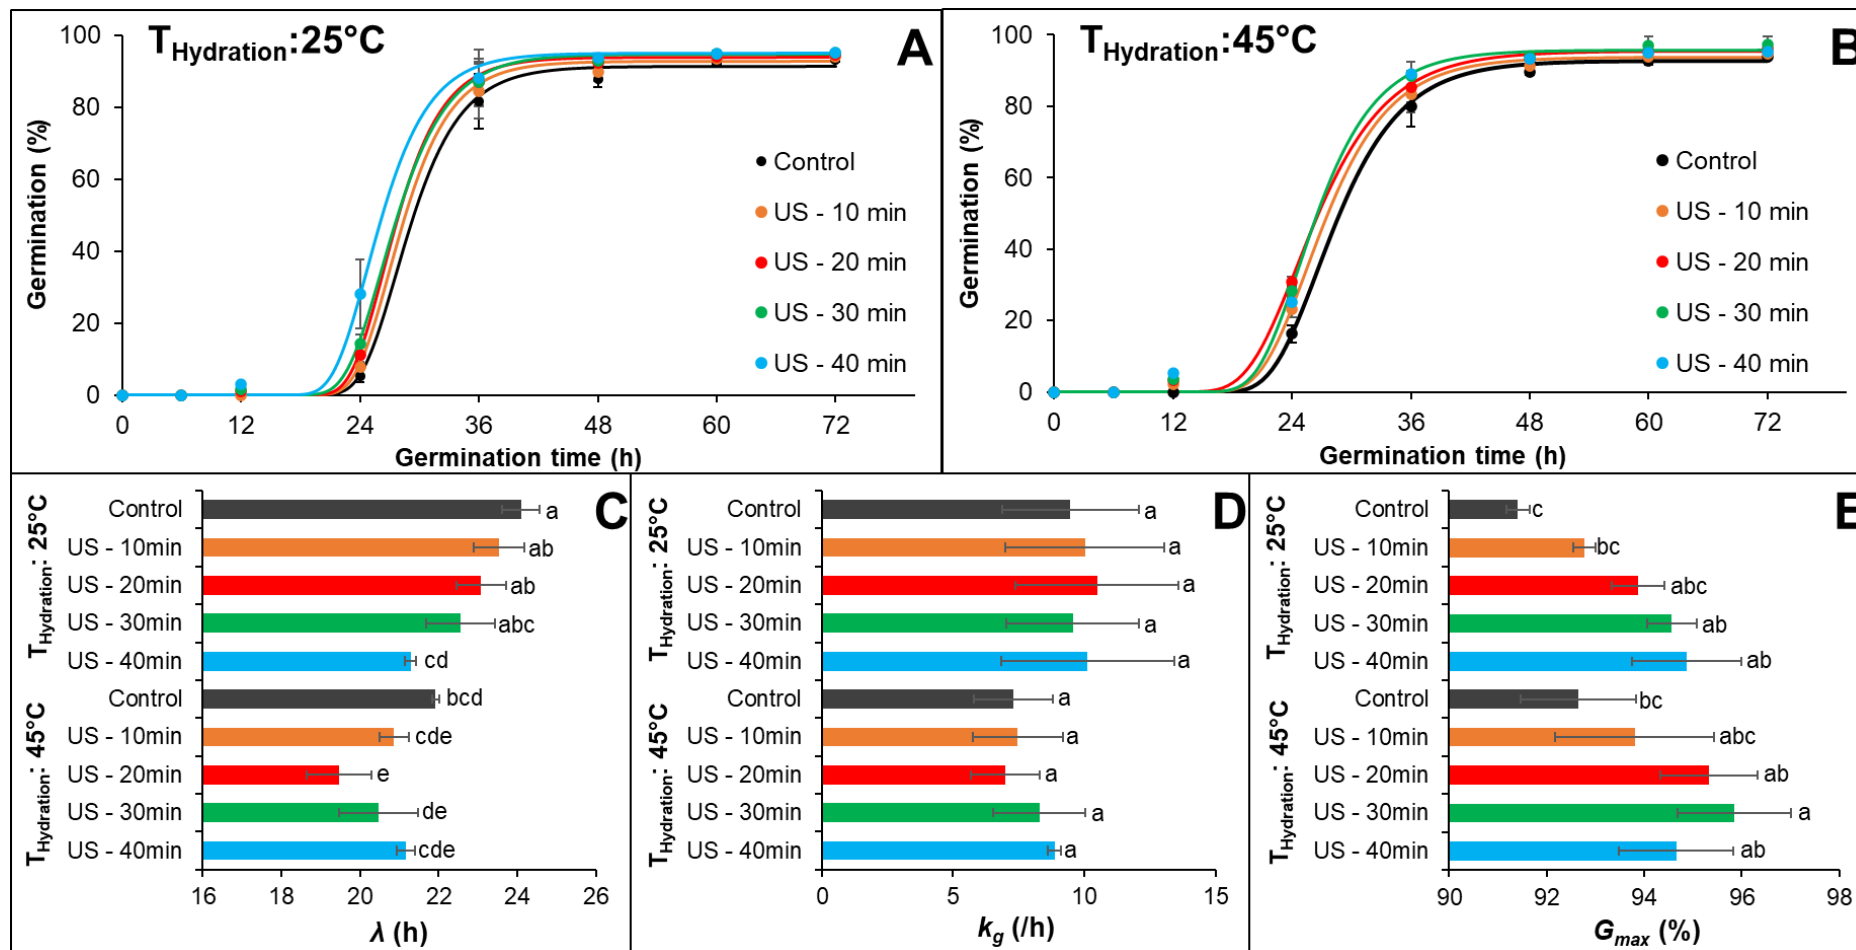 T Hydration:25°C
A
Germination (%)
100
80
60
40
20
0
0 12 24 36 48 60 72
Germination time (h)
Control
US - 10 min
US - 20 min
US - 30 min
US - 40 min
T Hydration:45°C
B
Germination (%)
100
80
60
40
20
0
0 12 24 36 48 60 72
Germination time (h)
Control
US - 10 min
US - 20 min
US - 30 min
US - 40 min
C
T Hydration: 25°C
Control a
US - 10min ab
US - 20min ab
US - 30min abc
US - 40min cd
T Hydration: 45°C
Control bcd
US - 10min cde
US - 20min e
US - 30min de
US - 40min cde
16 18 20 22 24 26
λ (h)
D
T Hydration: 25°C
Control a
US - 10min a
US - 20min a
US - 30min a
US - 40min a
T Hydration: 45°C
Control a
US - 10min a
US - 20min a
US - 30min a
US - 40min a
0 5 10 15
kg (/h)
E
T Hydration: 25°C
Control c
US - 10min bc
US - 20min abc
US - 30min ab
US - 40min ab
T Hydration: 45°C
Control bc
US - 10min abc
US - 20min ab
US - 30min a
US - 40min ab
90 92 94 96 98
Gmax (%)